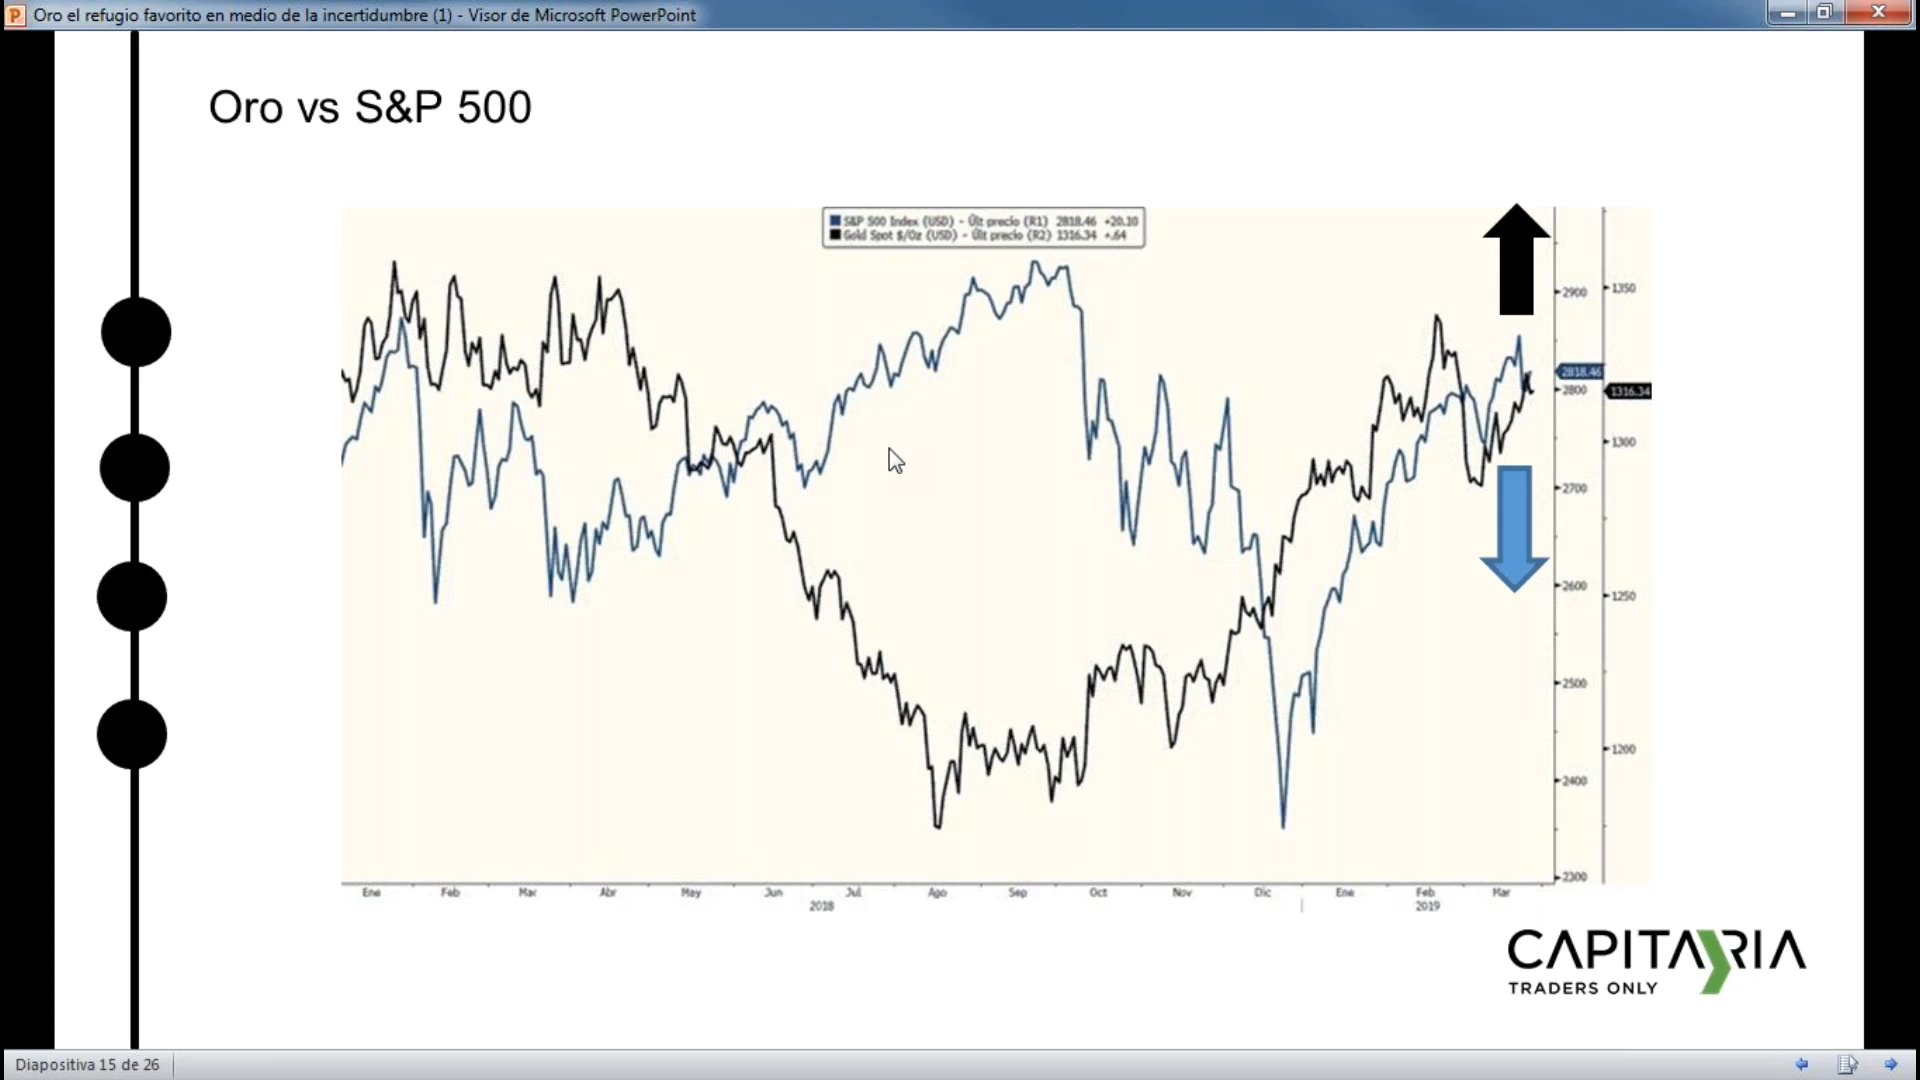 Oro el refugio favorito en medio de la incertidumbre (1) - Visor de Microsoft PowerPoint
Oro vs S&P 500
S&P 500 Index (USD) - Últ precio (R1) 2818.46 +20.10
Gold Spot $/Oz (USD) - Últ precio (R2) 1316.34 +.64
2900
1350
2818.46
2800
1316.34
1300
2700
2600
1250
2500
1200
2400
2300
Ene Feb Mar Abr May Jun Jul Ago Sep Oct Nov Dic Ene Feb Mar
2018 2019
CAPITARIA
TRADERS ONLY
Diapositiva 15 de 26